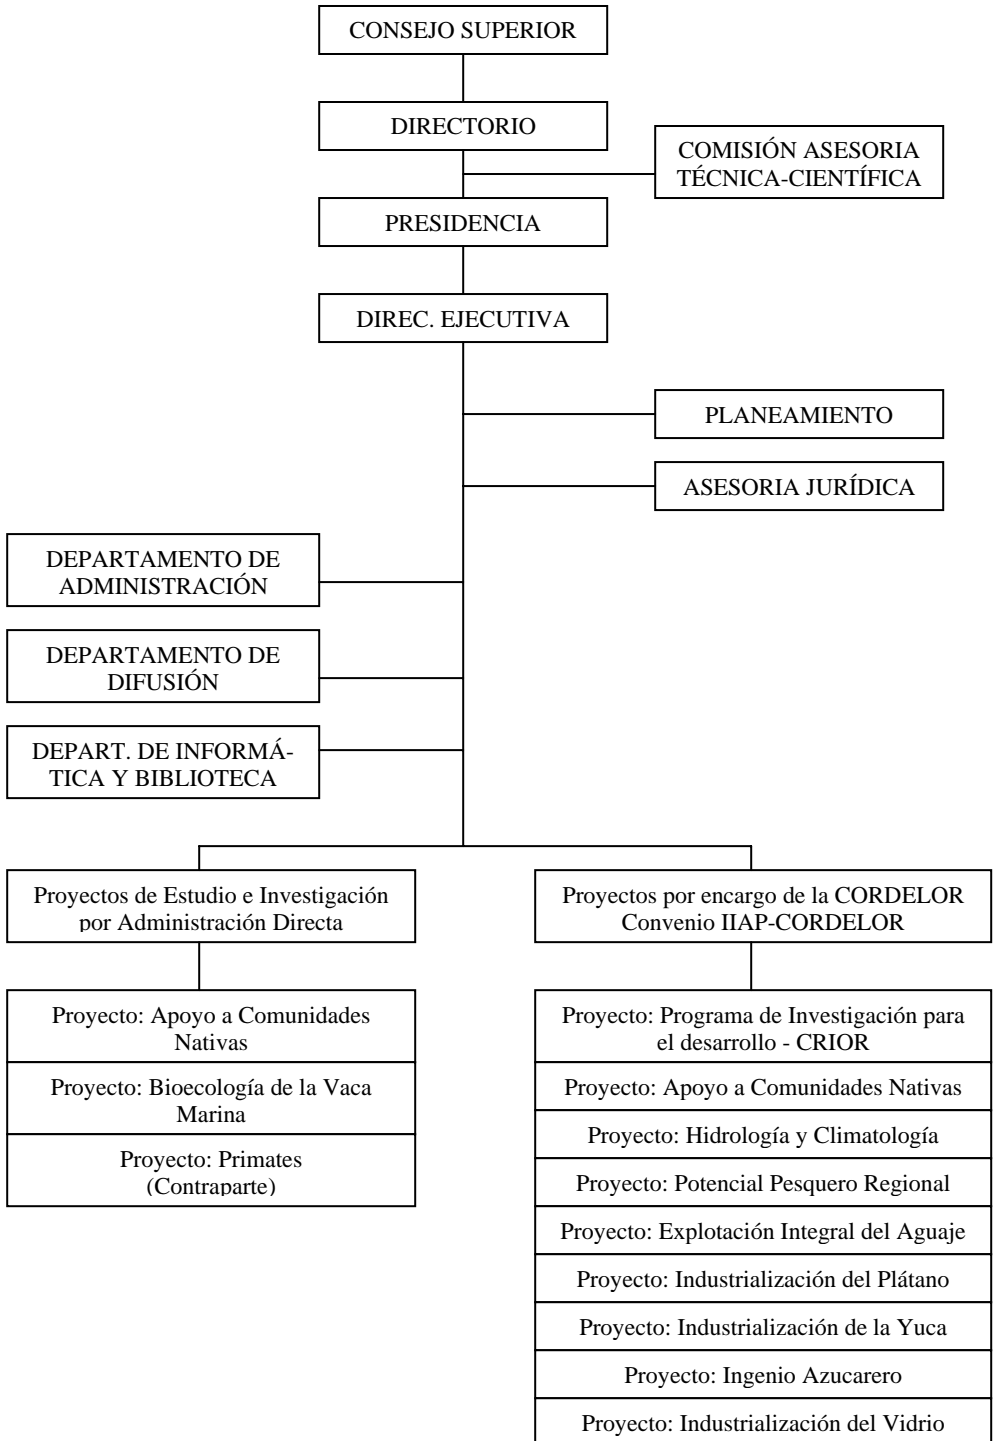 CONSEJO SUPERIOR
DIRECTORIO
COMISIÓN ASESORIA
TÉCNICA-CIENTÍFICA
PRESIDENCIA
DIREC. EJECUTIVA
PLANEAMIENTO
ASESORIA JURÍDICA
DEPARTAMENTO DE
ADMINISTRACIÓN
DEPARTAMENTO DE
DIFUSIÓN
DEPART. DE INFORMÁ-
TICA Y BIBLIOTECA
Proyectos de Estudio e Investigación
por Administración Directa
Proyecto: Apoyo a Comunidades
Nativas
Proyecto: Bioecología de la Vaca
Marina
Proyecto: Primates
(Contraparte)
Proyectos por encargo de la CORDELOR
Convenio IIAP-CORDELOR
Proyecto: Programa de Investigación para
el desarrollo - CRIOR
Proyecto: Apoyo a Comunidades Nativas
Proyecto: Hidrología y Climatología
Proyecto: Potencial Pesquero Regional
Proyecto: Explotación Integral del Aguaje
Proyecto: Industrialización del Plátano
Proyecto: Industrialización de la Yuca
Proyecto: Ingenio Azucarero
Proyecto: Industrialización del Vidrio